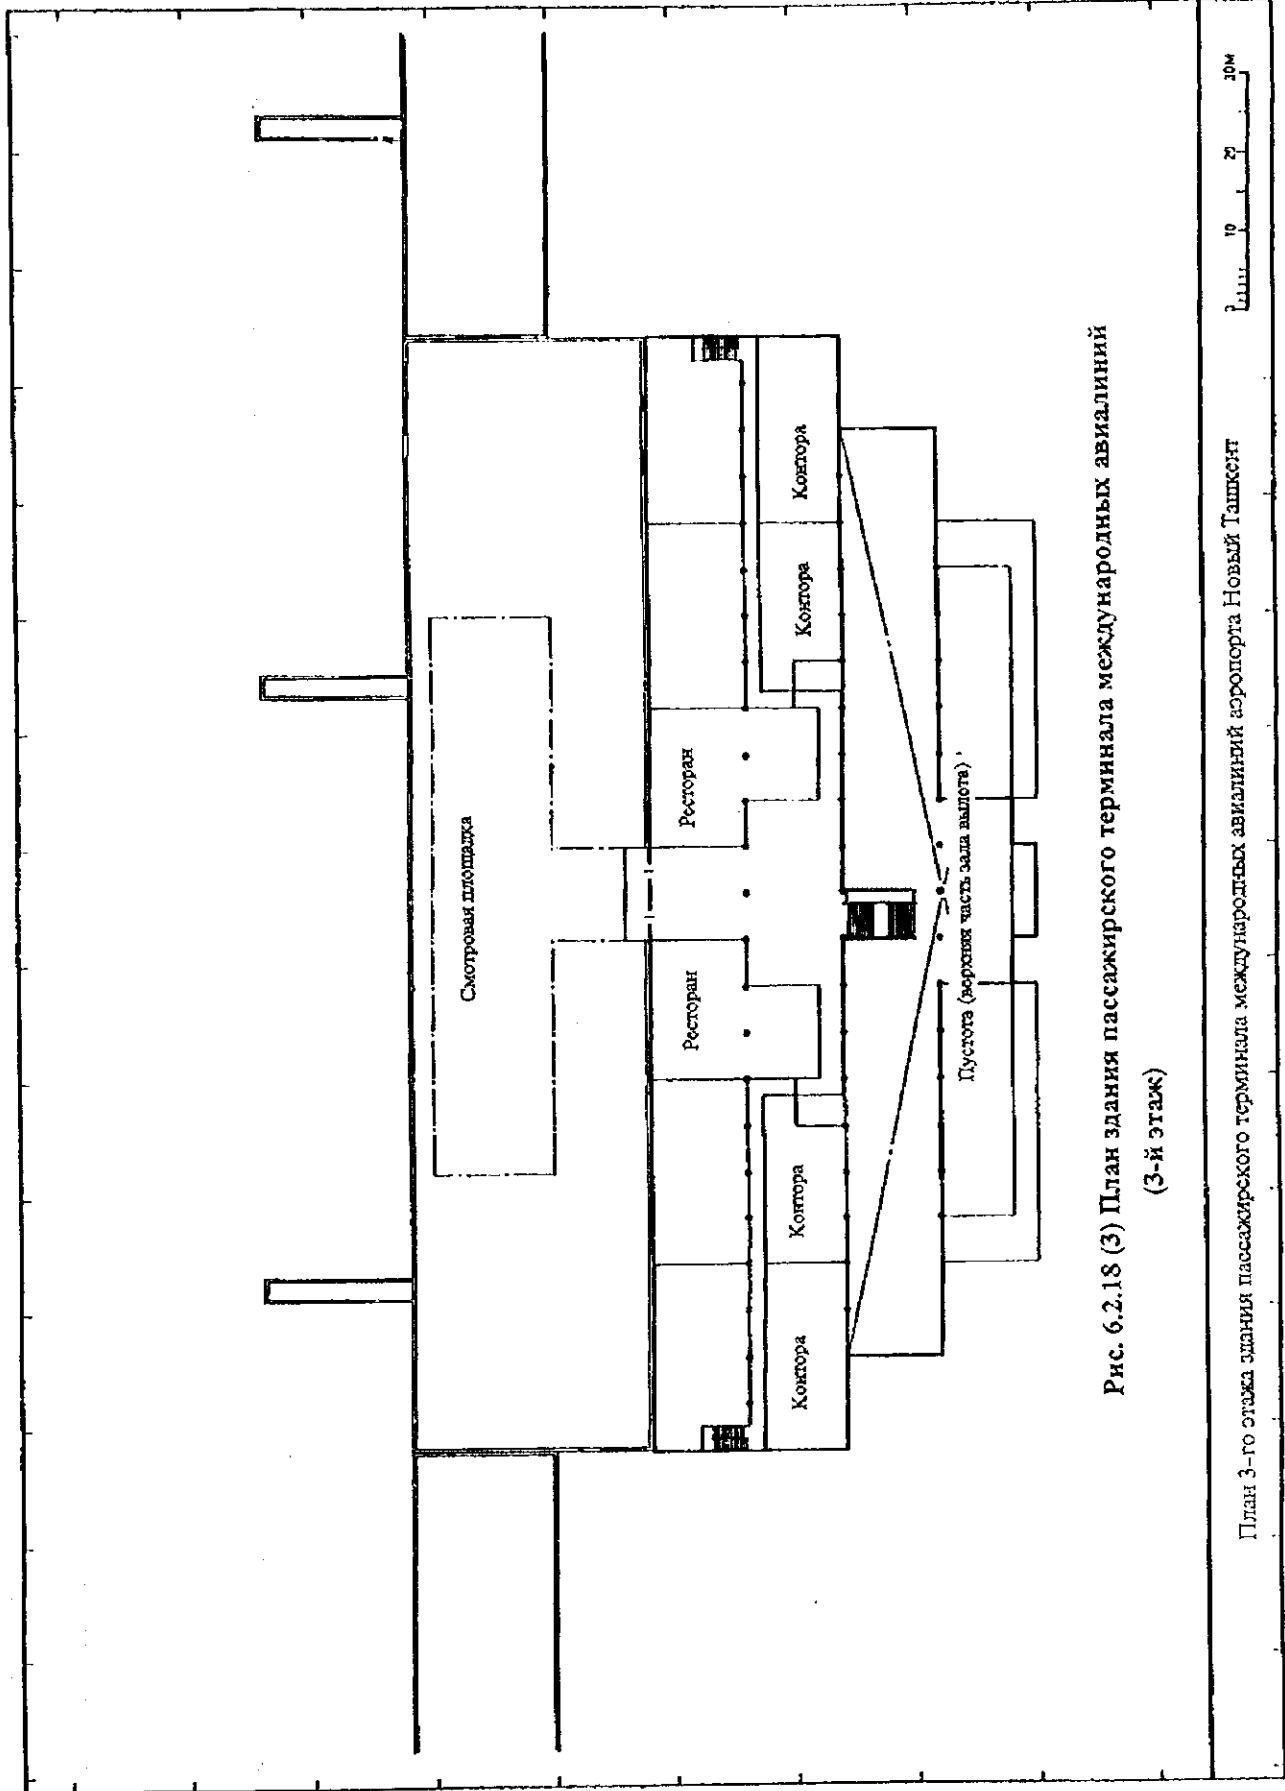 Смотровая площадка
Ресторан
Ресторан
Контора
Контора
Контора
Контора
Пустота (верхняя часть зала вылота)
Рис. 6.2.18 (3) План здания пассажирского терминала международных авиалиний
(3-й этаж)
План 3-го этажа здания пассажирского терминала международных авиалиний аэропорта Новый Ташкент
0 10 20 30м